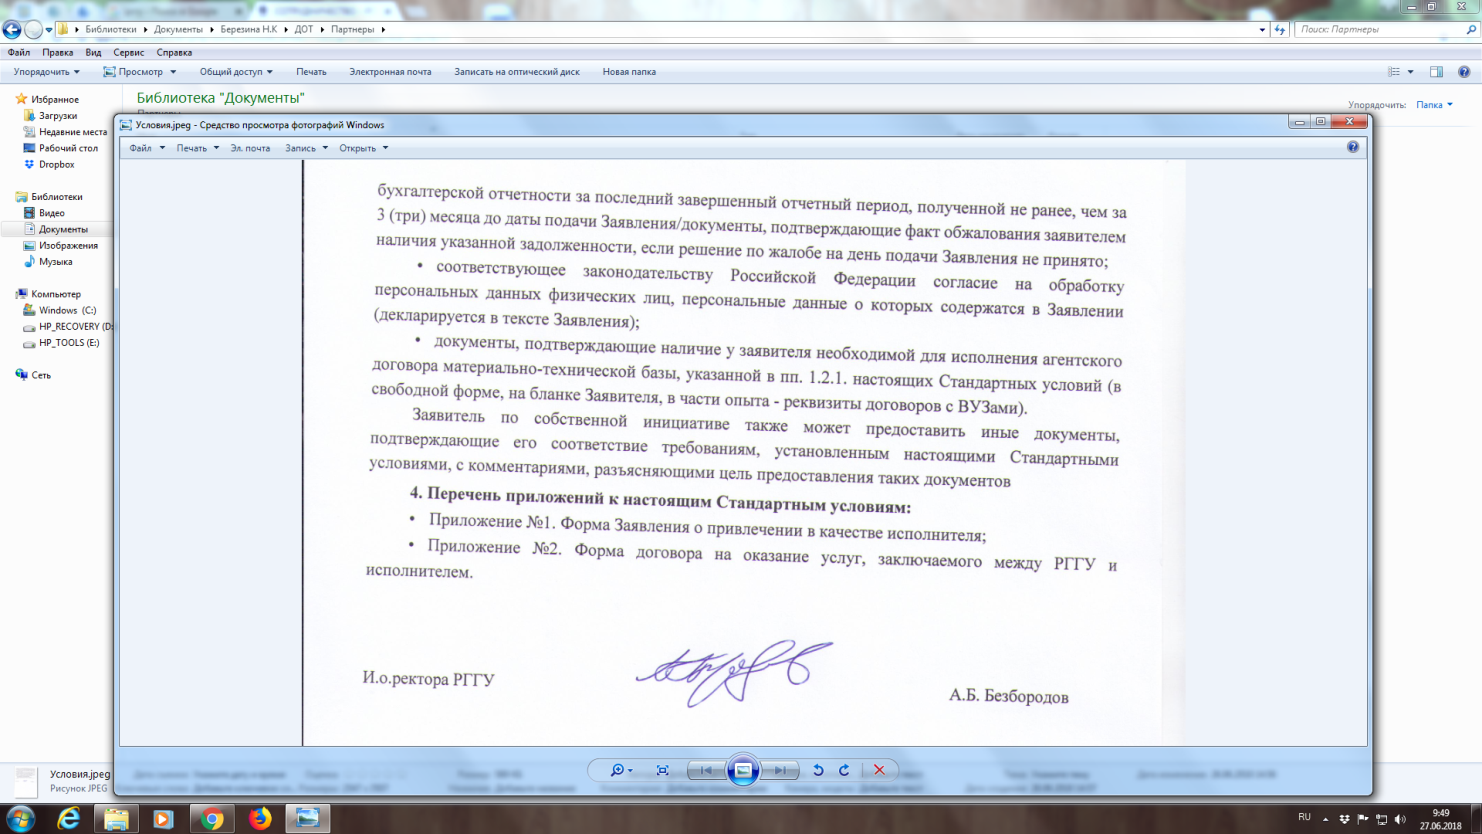 Библиотеки
Документы
Березина Н.К
ДОТ
Партнеры
Поиск: Партнеры
Файл Правка Вид Сервис Справка
Упорядочить Просмотр Общий доступ Печать Электронная почта Записать на оптический диск Новая папка
Избранное
Загрузки
Недавние места
Рабочий стол
Dropbox
Библиотеки
Видео
Документы
Изображения
Музыка
Компьютер
Windows (C:)
HP_RECOVERY (D:
HP_TOOLS (E:)
Сеть
Библиотека "Документы"
Упорядочить: Папка
Условия.jpeg - Средство просмотра фотографий Windows
Файл Печать Эл. почта Запись Открыть
бухгалтерской отчетности за последний завершенный отчетный период, полученной не ранее, чем за
3 (три) месяца до даты подачи Заявления/документы, подтверждающие факт обжалования заявителем
наличия указанной задолженности, если решение по жалобе на день подачи Заявления не принято;
• соответствующее законодательству Российской Федерации согласие на обработку
персональных данных физических лиц, персональные данные о которых содержатся в Заявлении
(декларируется в тексте Заявления);
• документы, подтверждающие наличие у заявителя необходимой для исполнения агентского
договора материально-технической базы, указанной в пп. 1.2.1. настоящих Стандартных условий (в
свободной форме, на бланке Заявителя, в части опыта - реквизиты договоров с ВУЗами).
Заявитель по собственной инициативе также может предоставить иные документы,
подтверждающие его соответствие требованиям, установленным настоящими Стандартными
условиями, с комментариями, разъясняющими цель предоставления таких документов
4. Перечень приложений к настоящим Стандартным условиям:
• Приложение №1. Форма Заявления о привлечении в качестве исполнителя;
• Приложение №2. Форма договора на оказание услуг, заключаемого между РГГУ и
исполнителем.
И.о.ректора РГГУ
А.Б. Безбородов
Условия.jpeg
Рисунок JPEG
RU
9:49
27.06.2018